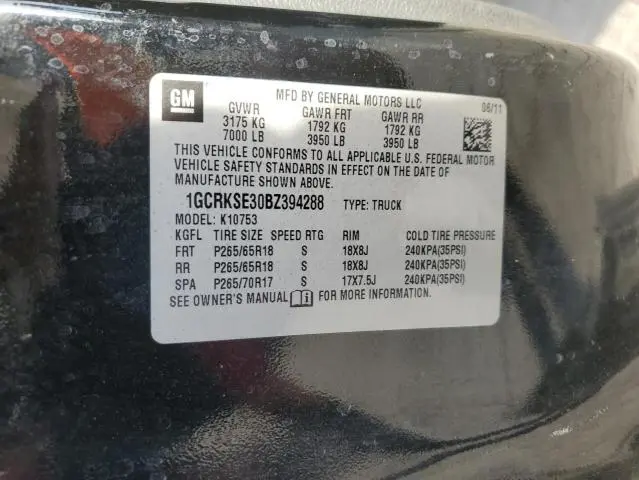 GM
MFD BY GENERAL MOTORS LLC
06/11
GVWR GAWR FRT GAWR RR
3175 KG 1792 KG 1792 KG
7000 LB 3950 LB 3950 LB
THIS VEHICLE CONFORMS TO ALL APPLICABLE U.S. FEDERAL MOTOR
VEHICLE SAFETY STANDARDS IN EFFECT ON THE DATE OF
MANUFACTURE SHOWN ABOVE.
1GCRKSE30BZ394288 TYPE: TRUCK
MODEL: K10753
KGFL TIRE SIZE SPEED RTG RIM COLD TIRE PRESSURE
FRT P265/65R18 S 18X8J 240KPA(35PSI)
RR P265/65R18 S 18X8J 240KPA(35PSI)
SPA P265/70R17 S 17X7.5J 240KPA(35PSI)
SEE OWNER'S MANUAL FOR MORE INFORMATION.